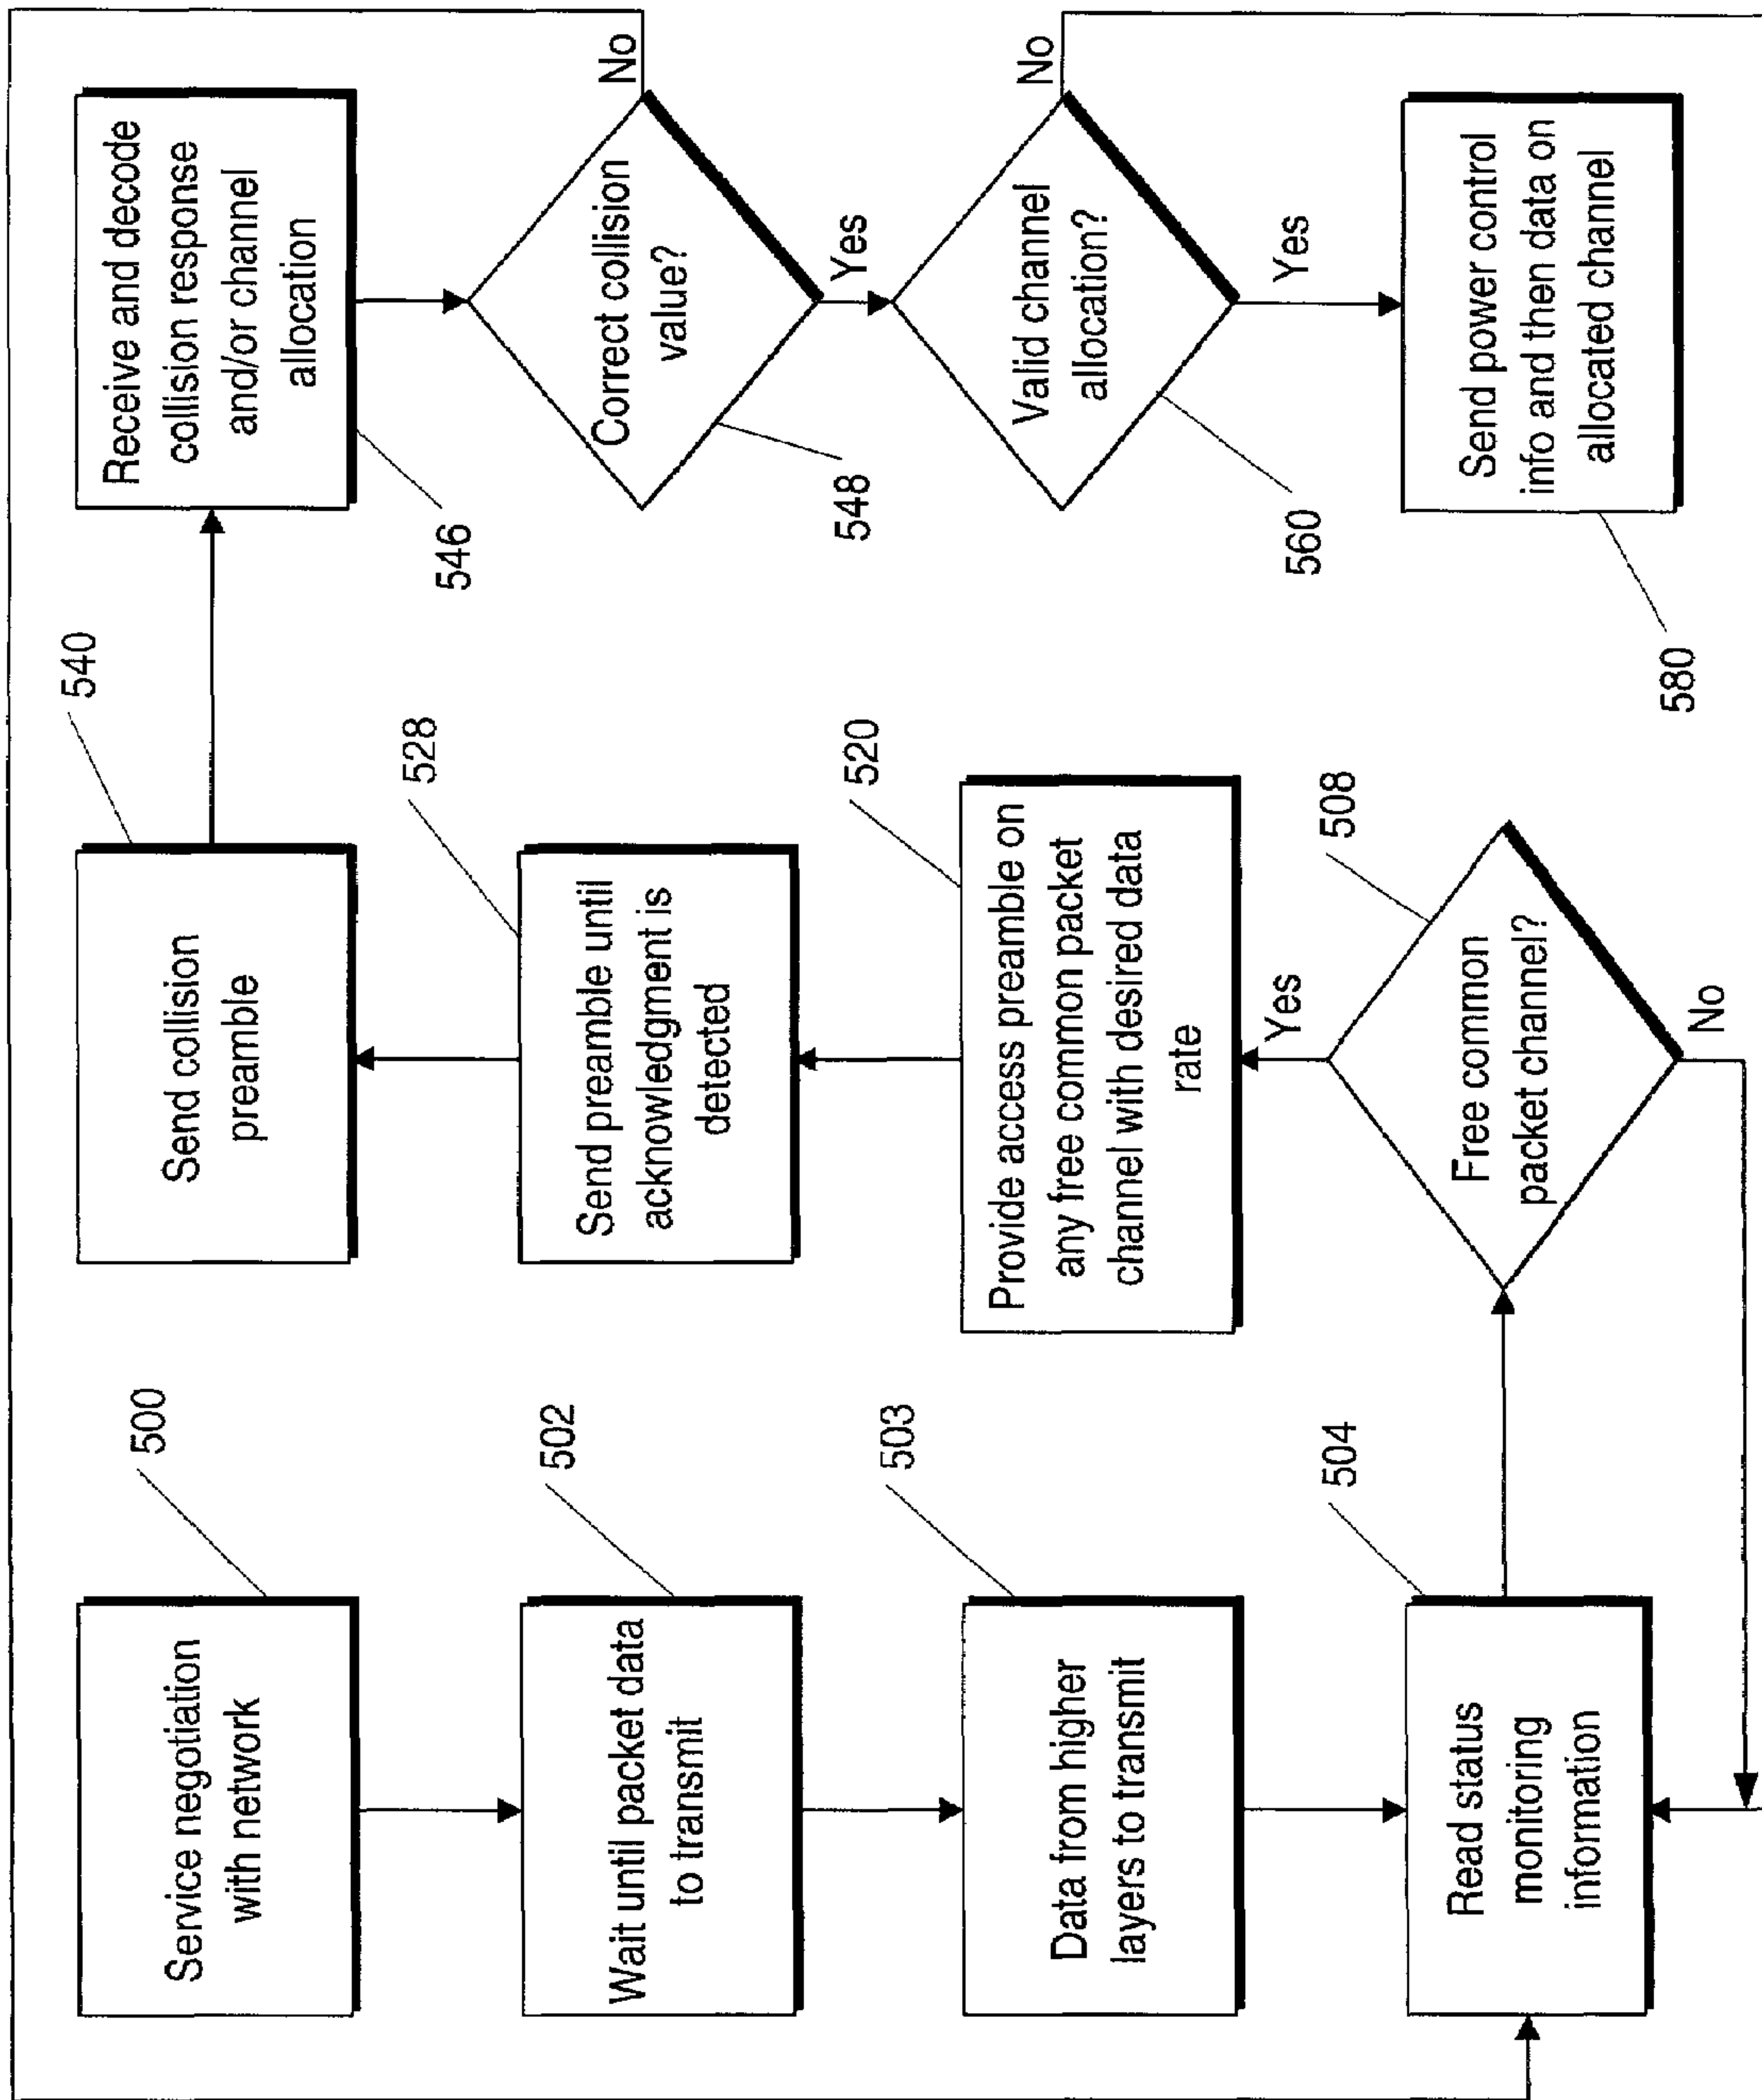 Service negotiation
with network
500
Wait until packet data
to transmit
502
Data from higher
layers to transmit
503
Read status
monitoring
information
504
Free common
packet channel?
508
Yes
No
Provide access preamble on
any free common packet
channel with desired data
rate
520
Send preamble until
acknowledgment is
detected
528
Send collision
preamble
540
Receive and decode
collision response
and/or channel
allocation
546
Correct collision
value?
548
No
Yes
Valid channel
allocation?
560
No
Yes
Send power control
info and then data on
allocated channel
580